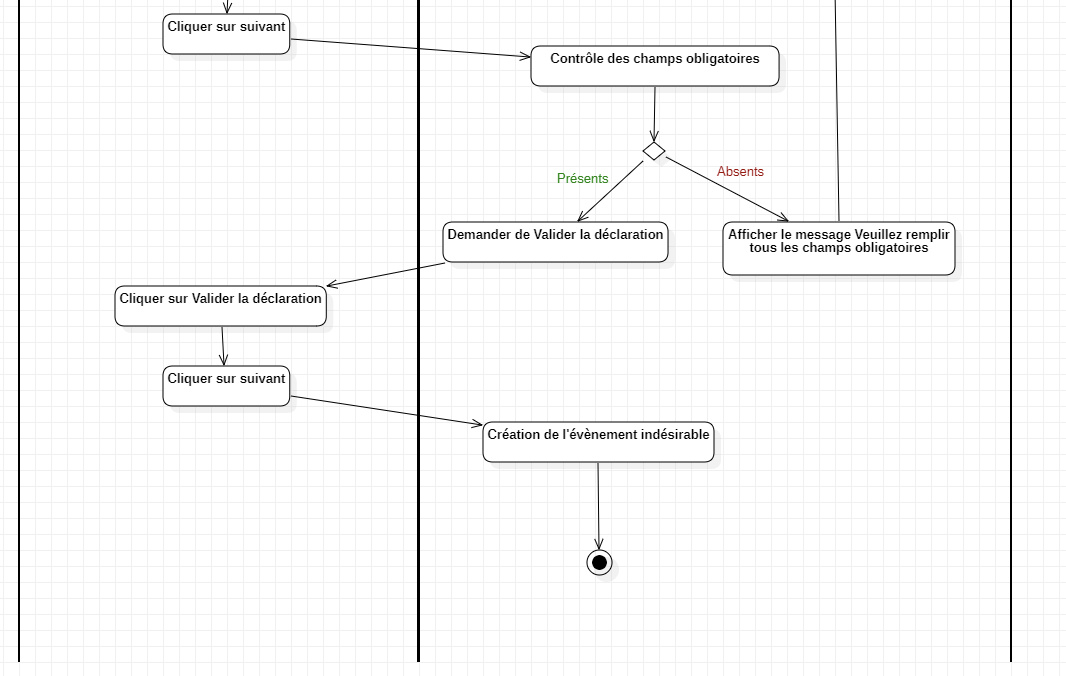 Cliquer sur suivant
Contrôle des champs obligatoires
Présents
Absents
Demander de Valider la déclaration
Afficher le message Veuillez remplir
tous les champs obligatoires
Cliquer sur Valider la déclaration
Cliquer sur suivant
Création de l'évènement indésirable